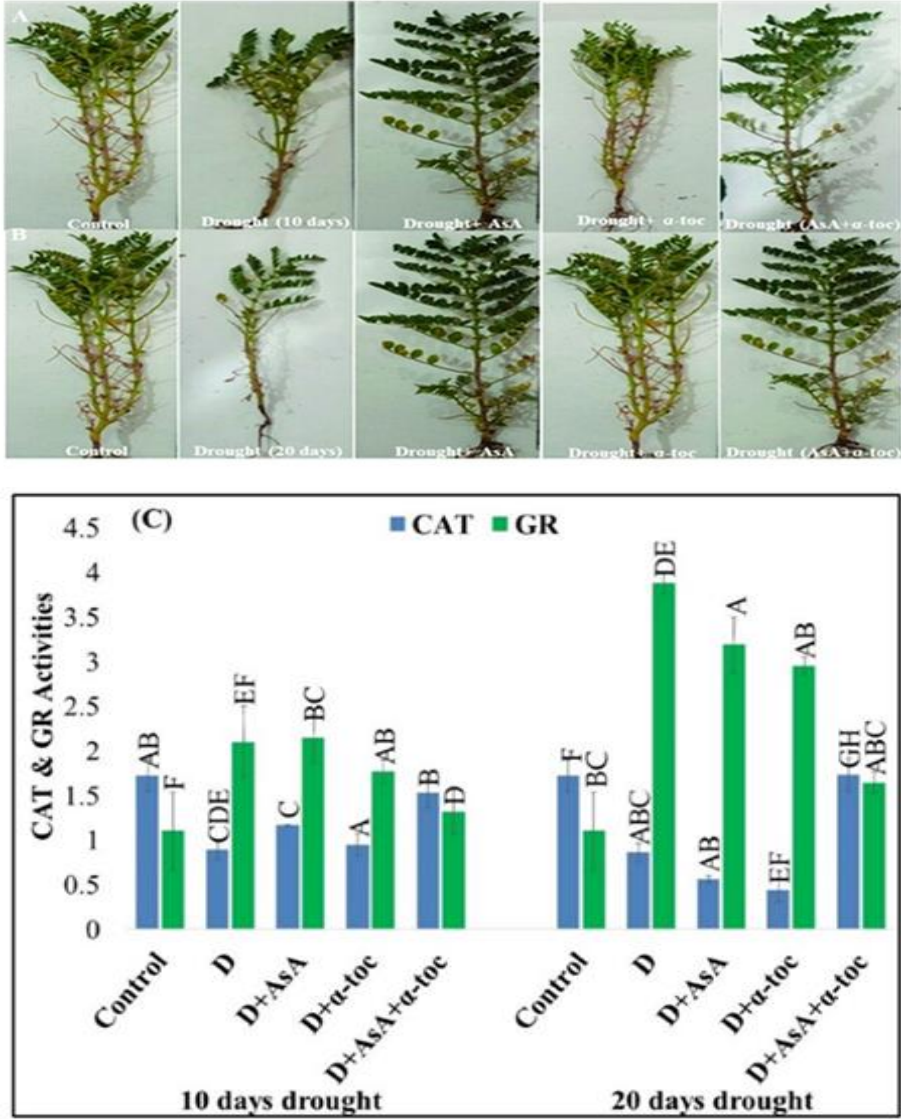 A
Control Drought (10 days) Drought+ AsA Drought+ α-toc Drought (AsA+α-toc)
B
Control Drought (20 days) Drought+ AsA Drought+ α-toc Drought (AsA+α-toc)
(C)
CAT GR
CAT & GR Activities
4.5
4
3.5
3
2.5
2
1.5
1
0.5
0
AB F CDE EF C BC A AB B D
F BC ABC DE AB A EF AB GH ABC
Control D D+AsA D+α-toc D+AsA+α-toc Control D D+AsA D+α-toc D+AsA+α-toc
10 days drought 20 days drought